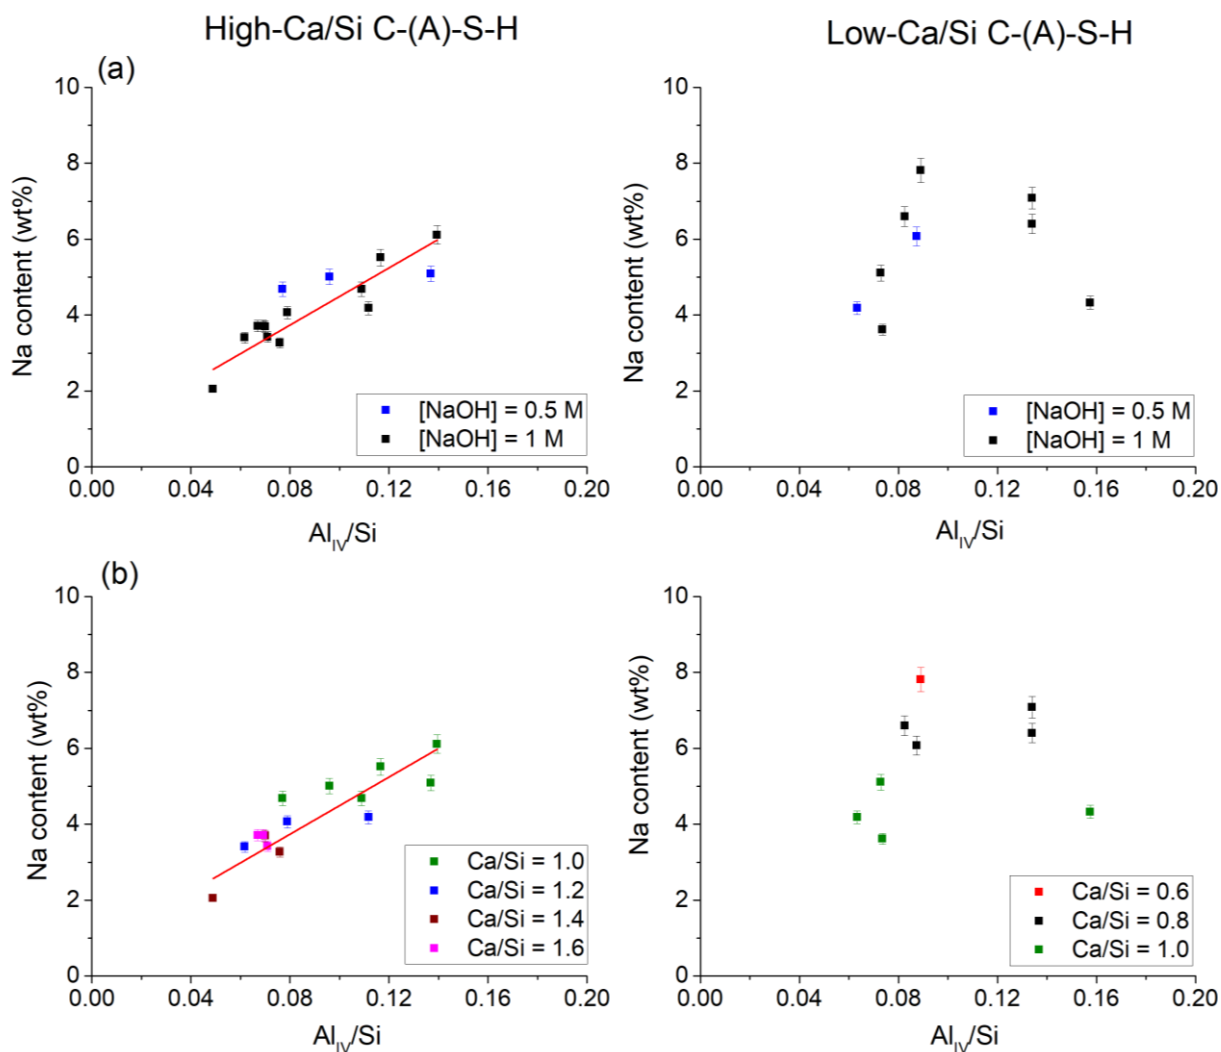 High-Ca/Si C-(A)-S-H
Low-Ca/Si C-(A)-S-H
(a)
Na content (wt%)
10
8
6
4
2
0
[NaOH] = 0.5 M
[NaOH] = 1 M
0.00 0.04 0.08 0.12 0.16 0.20
Al_IV/Si
Na content (wt%)
10
8
6
4
2
0
[NaOH] = 0.5 M
[NaOH] = 1 M
0.00 0.04 0.08 0.12 0.16 0.20
Al_IV/Si
(b)
Na content (wt%)
10
8
6
4
2
0
Ca/Si = 1.0
Ca/Si = 1.2
Ca/Si = 1.4
Ca/Si = 1.6
0.00 0.04 0.08 0.12 0.16 0.20
Al_IV/Si
Na content (wt%)
10
8
6
4
2
0
Ca/Si = 0.6
Ca/Si = 0.8
Ca/Si = 1.0
0.00 0.04 0.08 0.12 0.16 0.20
Al_IV/Si